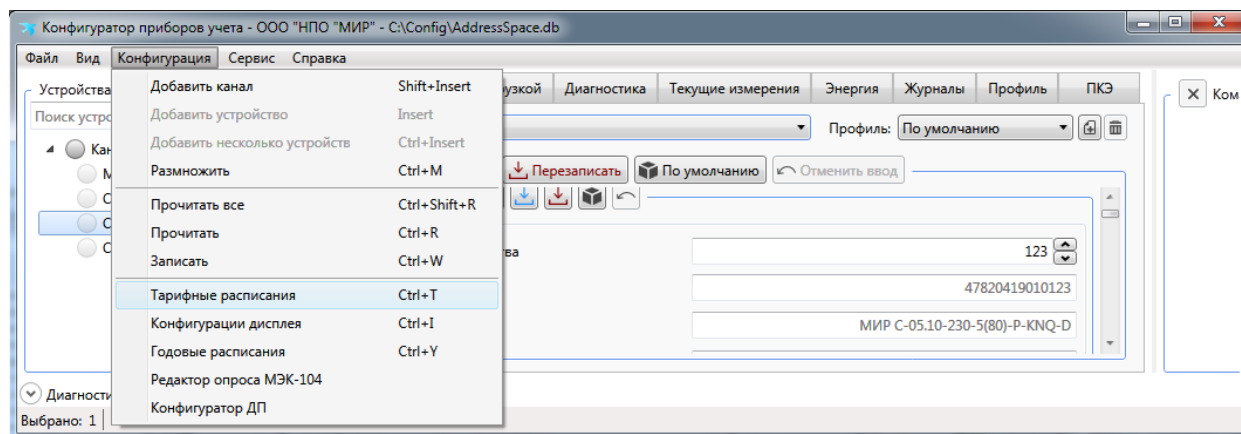 Конфигуратор приборов учета - ООО "НПО "МИР" - C:\Config\AddressSpace.db
Файл Вид Конфигурация Сервис Справка
Устройства
Поиск устро
Кан
М
С
С
С
Добавить канал Shift+Insert
Добавить устройство Insert
Добавить несколько устройств Ctrl+Insert
Размножить Ctrl+M
Прочитать все Ctrl+Shift+R
Прочитать Ctrl+R
Записать Ctrl+W
Тарифные расписания Ctrl+T
Конфигурации дисплея Ctrl+I
Годовые расписания Ctrl+Y
Редактор опроса МЭК-104
Конфигуратор ДП
узкой Диагностика Текущие измерения Энергия Журналы Профиль ПКЭ
Профиль: По умолчанию
Перезаписать По умолчанию Отменить ввод
ва 123
47820419010123
МИР С-05.10-230-5(80)-P-KNQ-D
Ком
Диагности
Выбрано: 1